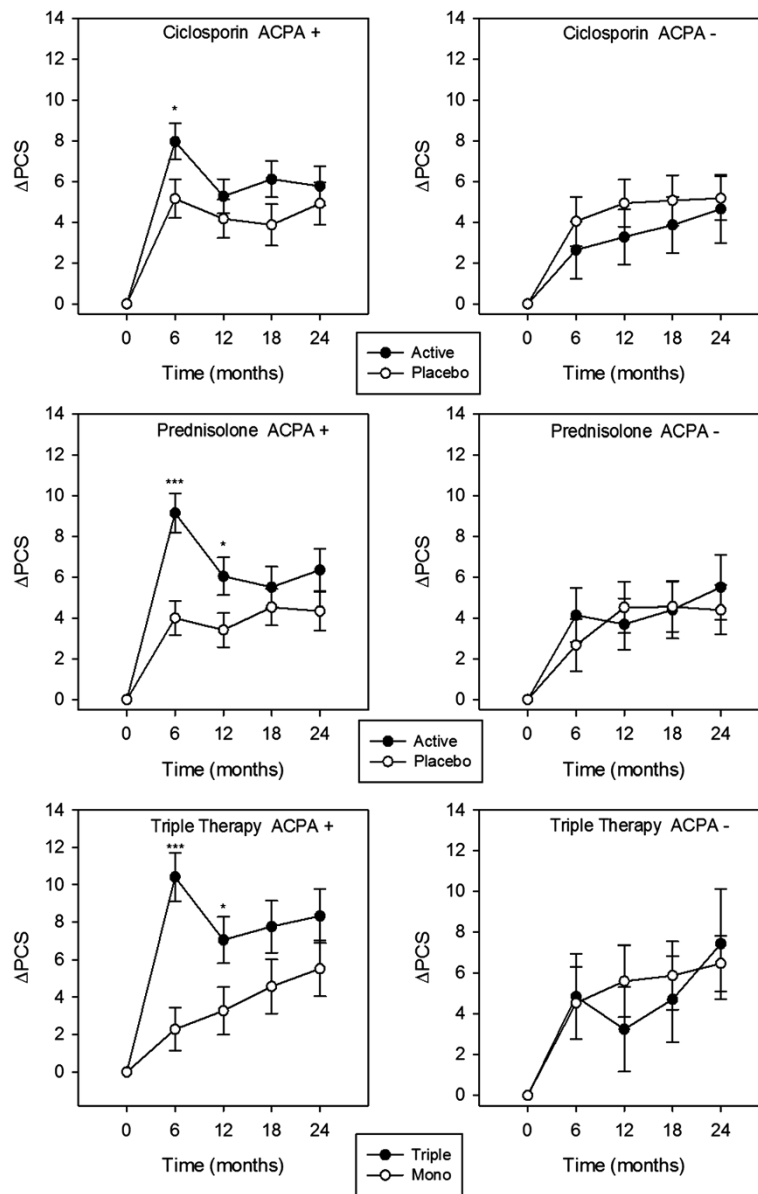 Ciclosporin ACPA +
14
12
10
8
6
4
2
0
ΔPCS
*
0 6 12 18 24
Time (months)
Ciclosporin ACPA -
14
12
10
8
6
4
2
0
ΔPCS
0 6 12 18 24
Time (months)
Active
Placebo
Prednisolone ACPA +
14
12
10
8
6
4
2
0
ΔPCS
***
*
0 6 12 18 24
Time (months)
Prednisolone ACPA -
14
12
10
8
6
4
2
0
ΔPCS
0 6 12 18 24
Time (months)
Active
Placebo
Triple Therapy ACPA +
14
12
10
8
6
4
2
0
ΔPCS
***
*
0 6 12 18 24
Time (months)
Triple Therapy ACPA -
14
12
10
8
6
4
2
0
ΔPCS
0 6 12 18 24
Time (months)
Triple
Mono